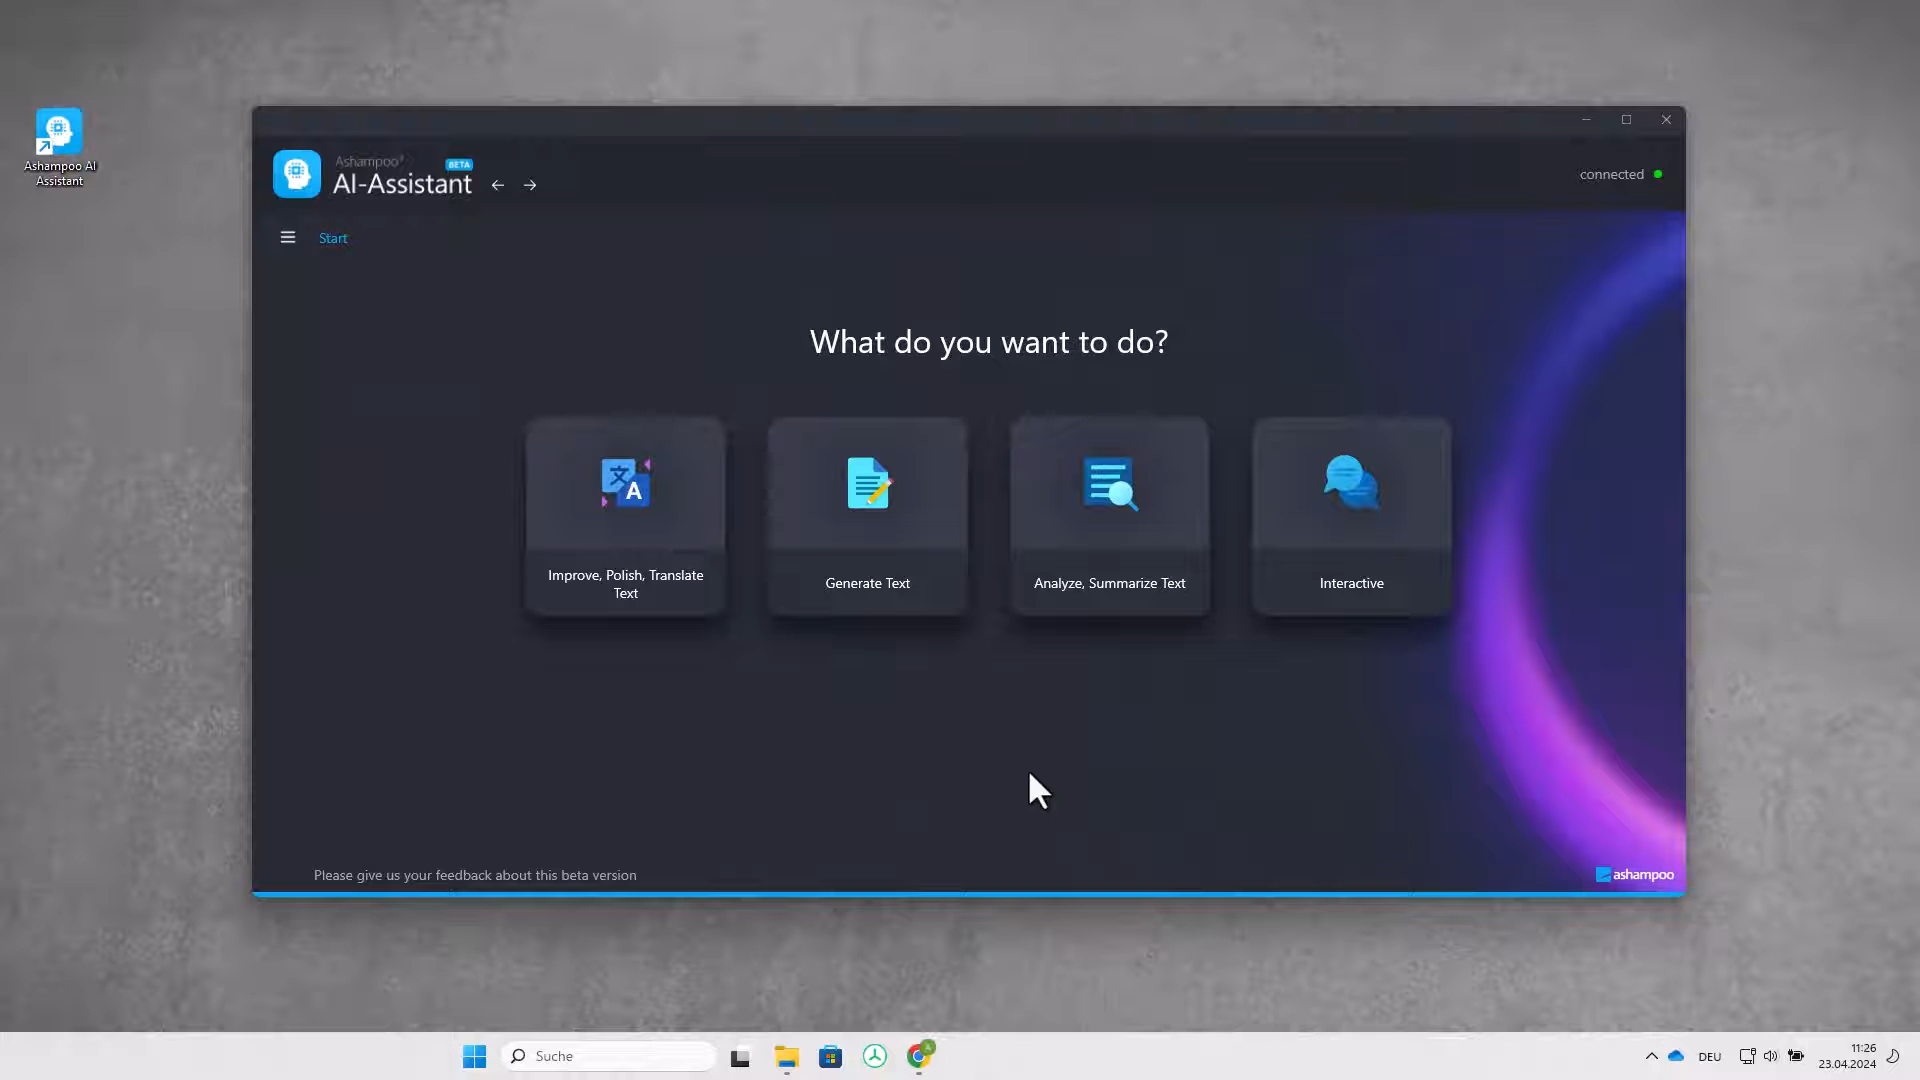 Ashampoo AI
Assistant
Ashampoo®
AI-Assistant
BETA
connected
Start
What do you want to do?
文
A
Improve, Polish, Translate
Text
Generate Text
Analyze, Summarize Text
Interactive
Please give us your feedback about this beta version
ashampoo
Suche
DEU
11:26
23.04.2024